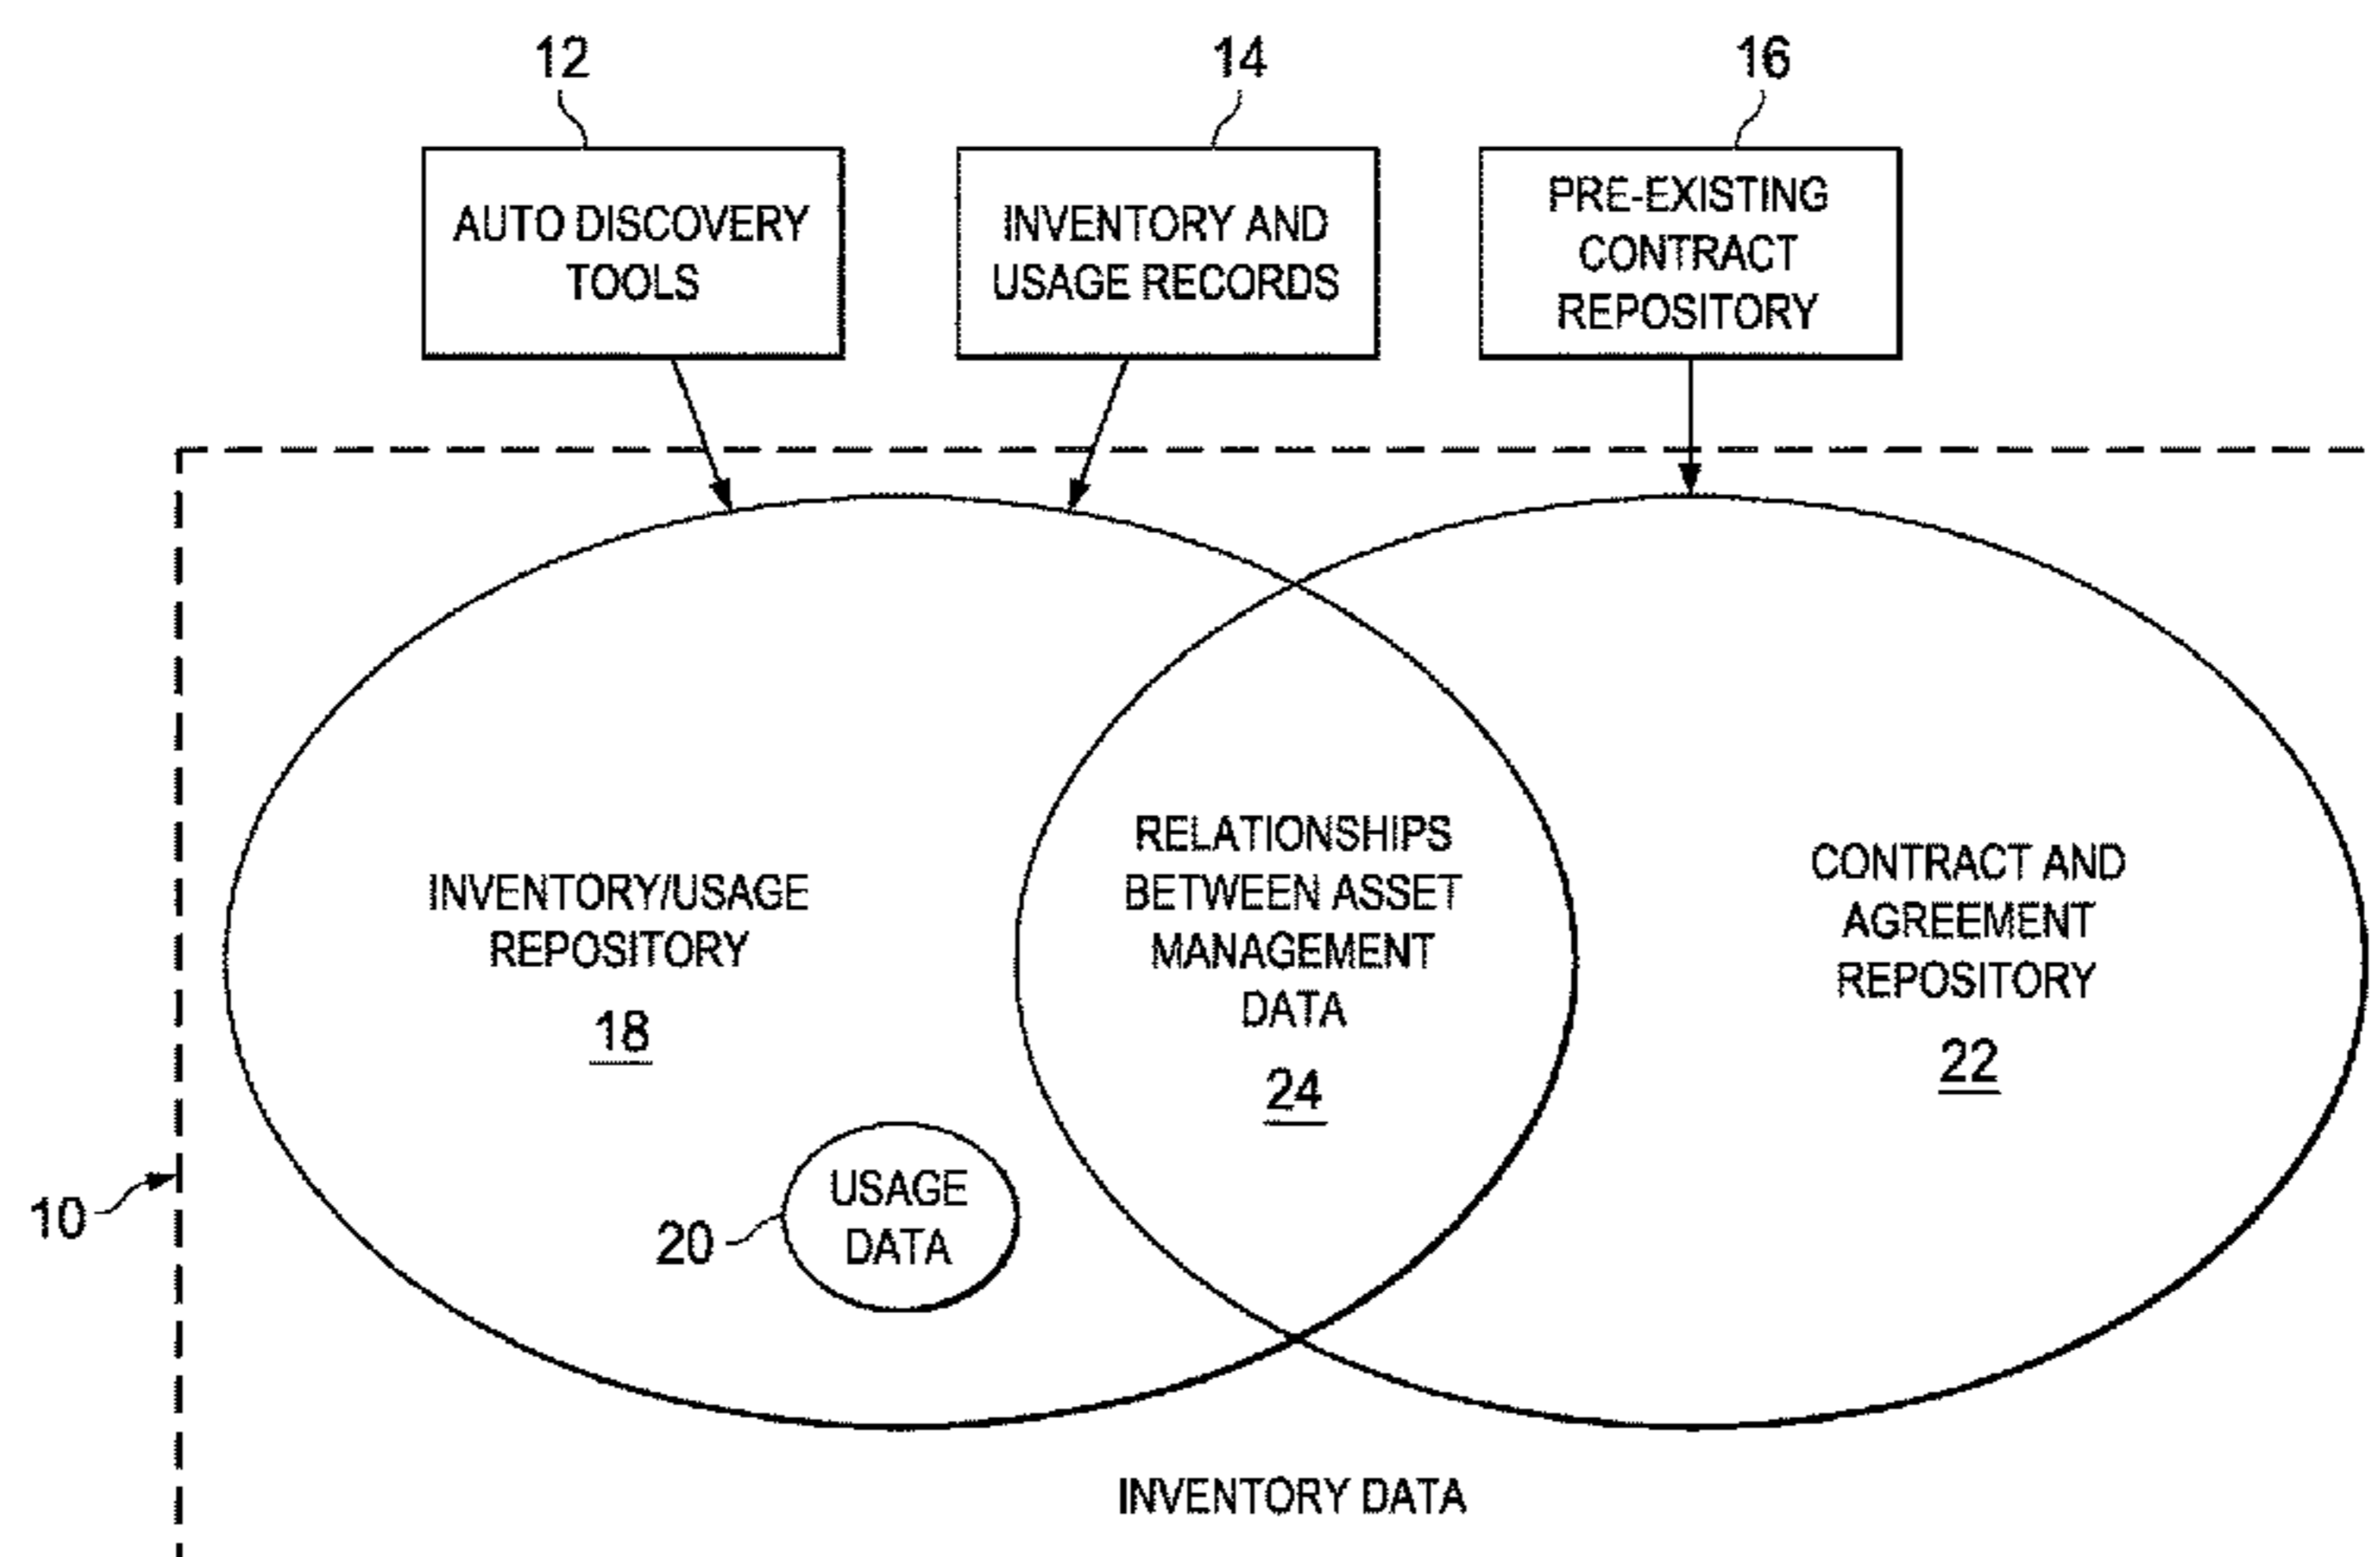 12
14
16
AUTO DISCOVERY
TOOLS
INVENTORY AND
USAGE RECORDS
PRE-EXISTING
CONTRACT
REPOSITORY
INVENTORY/USAGE
REPOSITORY
18
RELATIONSHIPS
BETWEEN ASSET
MANAGEMENT
DATA
24
CONTRACT AND
AGREEMENT
REPOSITORY
22
10
20
USAGE
DATA
INVENTORY DATA